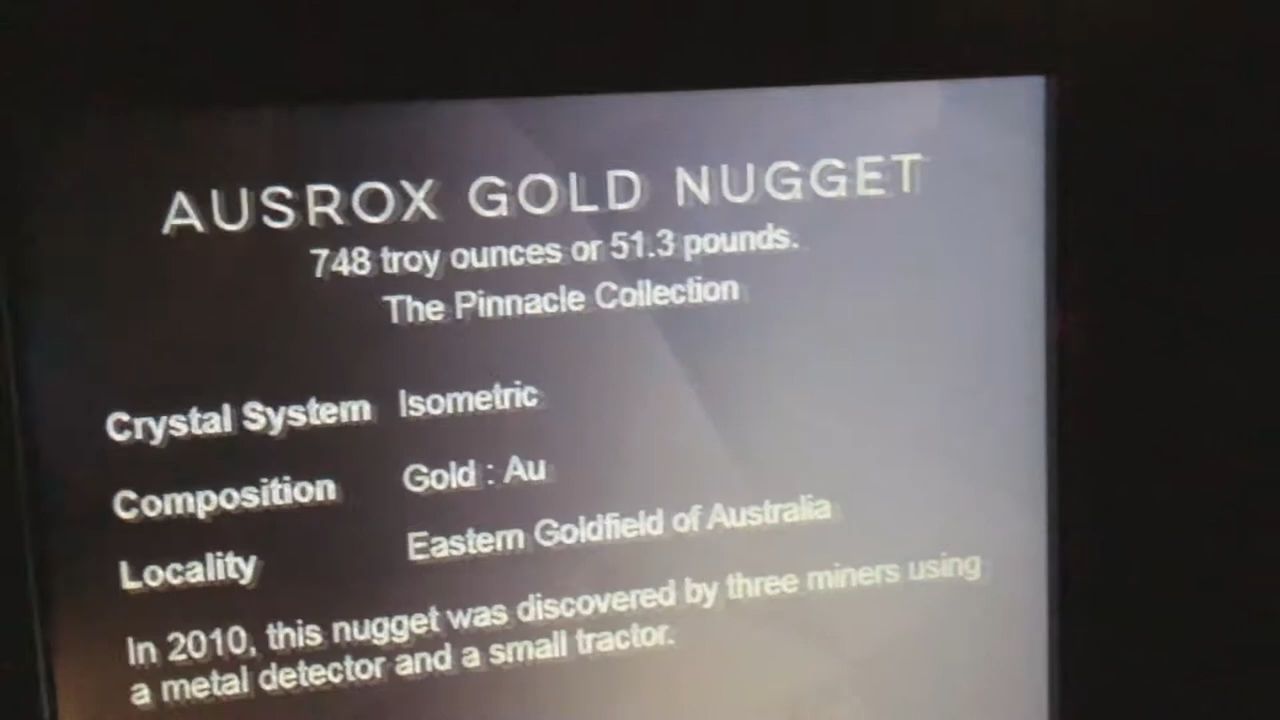 AUSROX GOLD NUGGET
748 troy ounces or 51.3 pounds.
The Pinnacle Collection
Crystal System Isometric
Composition Gold : Au
Locality Eastern Goldfield of Australia
In 2010, this nugget was discovered by three miners using
a metal detector and a small tractor.